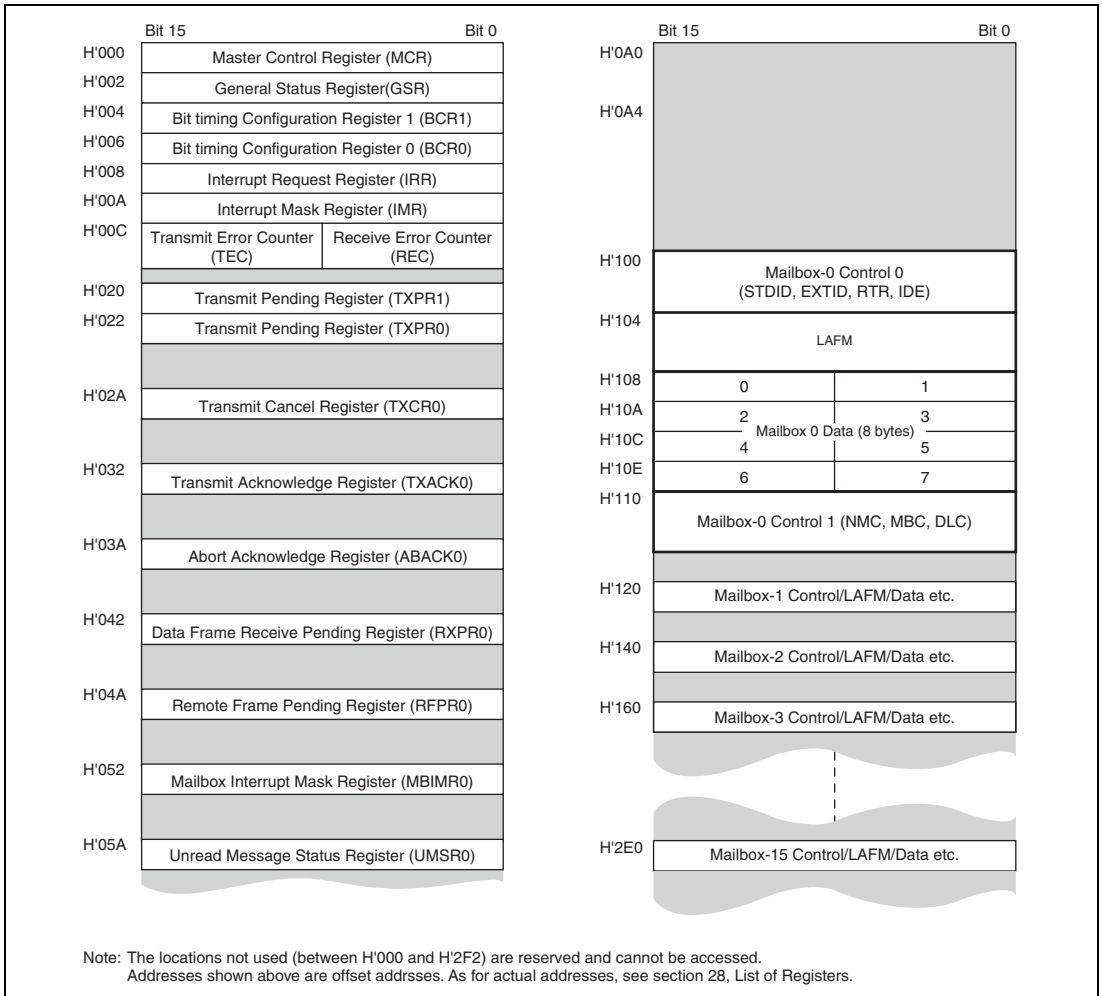 Bit 15 Bit 0
H'000 Master Control Register (MCR)
H'002 General Status Register(GSR)
H'004 Bit timing Configuration Register 1 (BCR1)
H'006 Bit timing Configuration Register 0 (BCR0)
H'008 Interrupt Request Register (IRR)
H'00A Interrupt Mask Register (IMR)
H'00C Transmit Error Counter (TEC) Receive Error Counter (REC)
H'020 Transmit Pending Register (TXPR1)
H'022 Transmit Pending Register (TXPR0)
H'02A Transmit Cancel Register (TXCR0)
H'032 Transmit Acknowledge Register (TXACK0)
H'03A Abort Acknowledge Register (ABACK0)
H'042 Data Frame Receive Pending Register (RXPR0)
H'04A Remote Frame Pending Register (RFPR0)
H'052 Mailbox Interrupt Mask Register (MBIMR0)
H'05A Unread Message Status Register (UMSR0)
Bit 15 Bit 0
H'0A0
H'0A4
H'100 Mailbox-0 Control 0
(STDID, EXTID, RTR, IDE)
H'104 LAFM
H'108 0 1
H'10A 2 3
Mailbox 0 Data (8 bytes)
H'10C 4 5
H'10E 6 7
H'110 Mailbox-0 Control 1 (NMC, MBC, DLC)
H'120 Mailbox-1 Control/LAFM/Data etc.
H'140 Mailbox-2 Control/LAFM/Data etc.
H'160 Mailbox-3 Control/LAFM/Data etc.
H'2E0 Mailbox-15 Control/LAFM/Data etc.
Note: The locations not used (between H'000 and H'2F2) are reserved and cannot be accessed.
Addresses shown above are offset addrsses. As for actual addresses, see section 28, List of Registers.